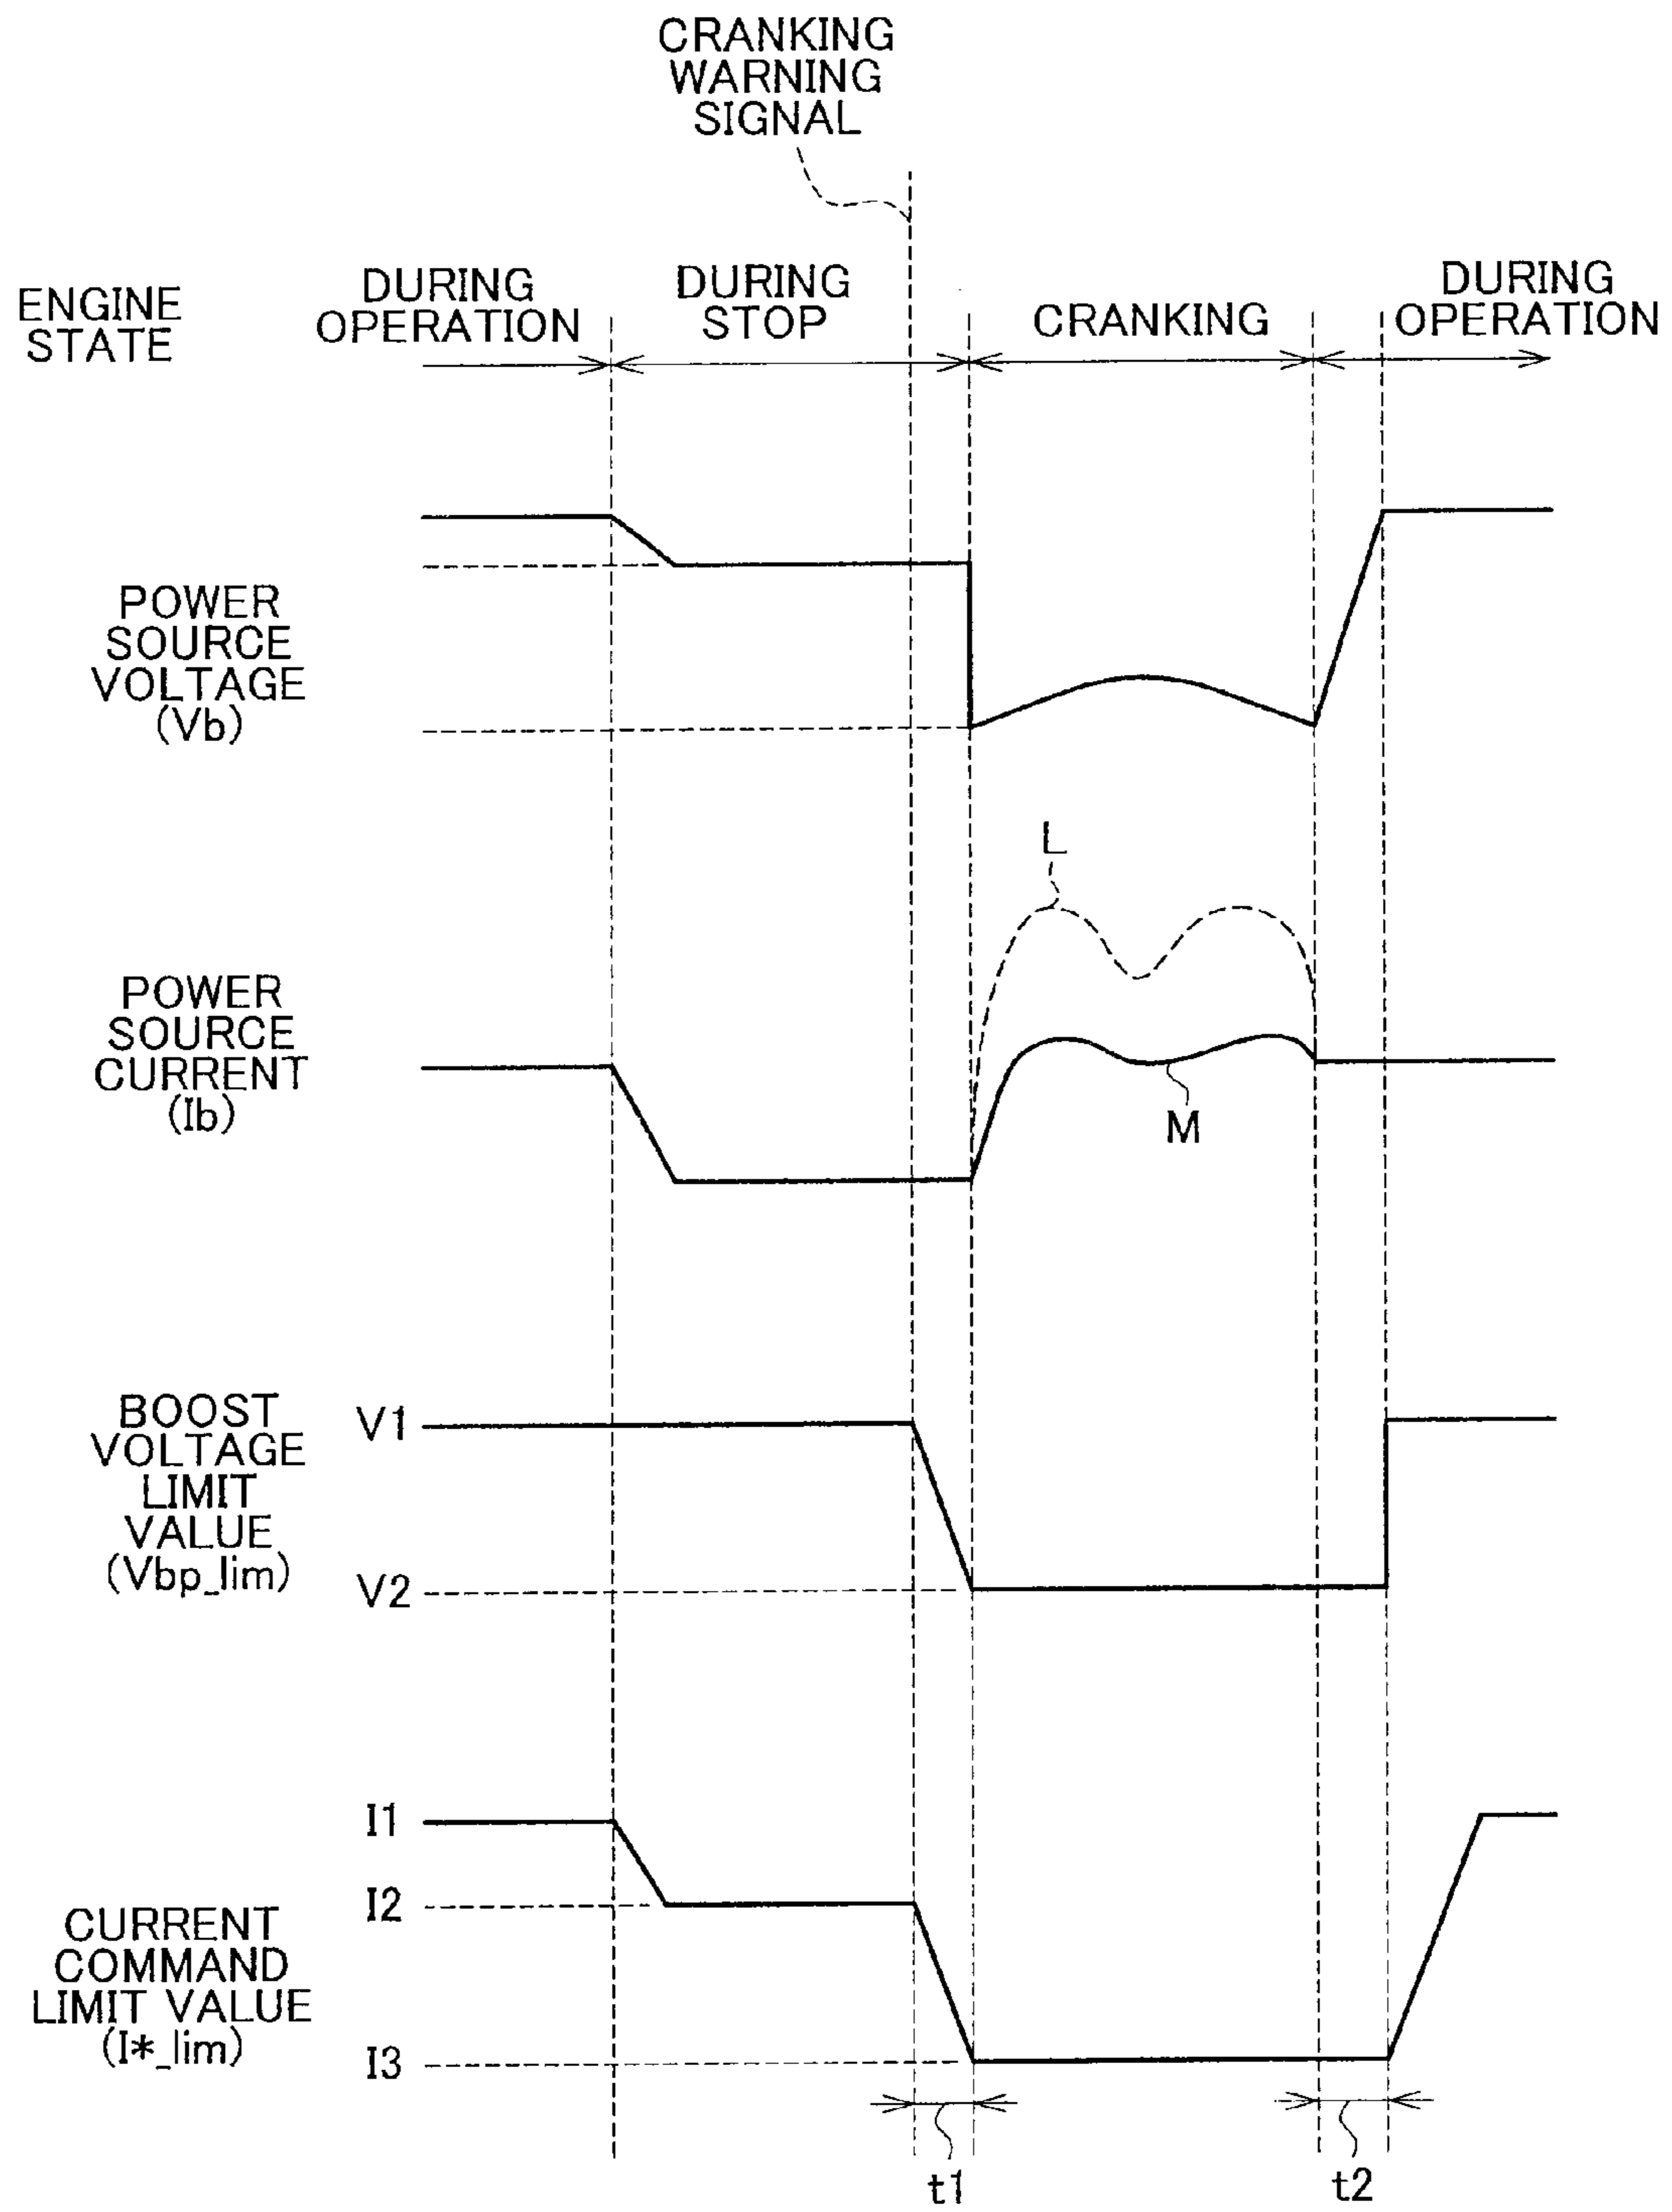 CRANKING
WARNING
SIGNAL
ENGINE
STATE
DURING
OPERATION
DURING
STOP
CRANKING
DURING
OPERATION
POWER
SOURCE
VOLTAGE
(Vb)
L
POWER
SOURCE
CURRENT
(Ib)
M
BOOST
VOLTAGE
LIMIT
VALUE
(Vbp_lim)
V1
V2
CURRENT
COMMAND
LIMIT VALUE
(I*_lim)
I1
I2
I3
t1
t2